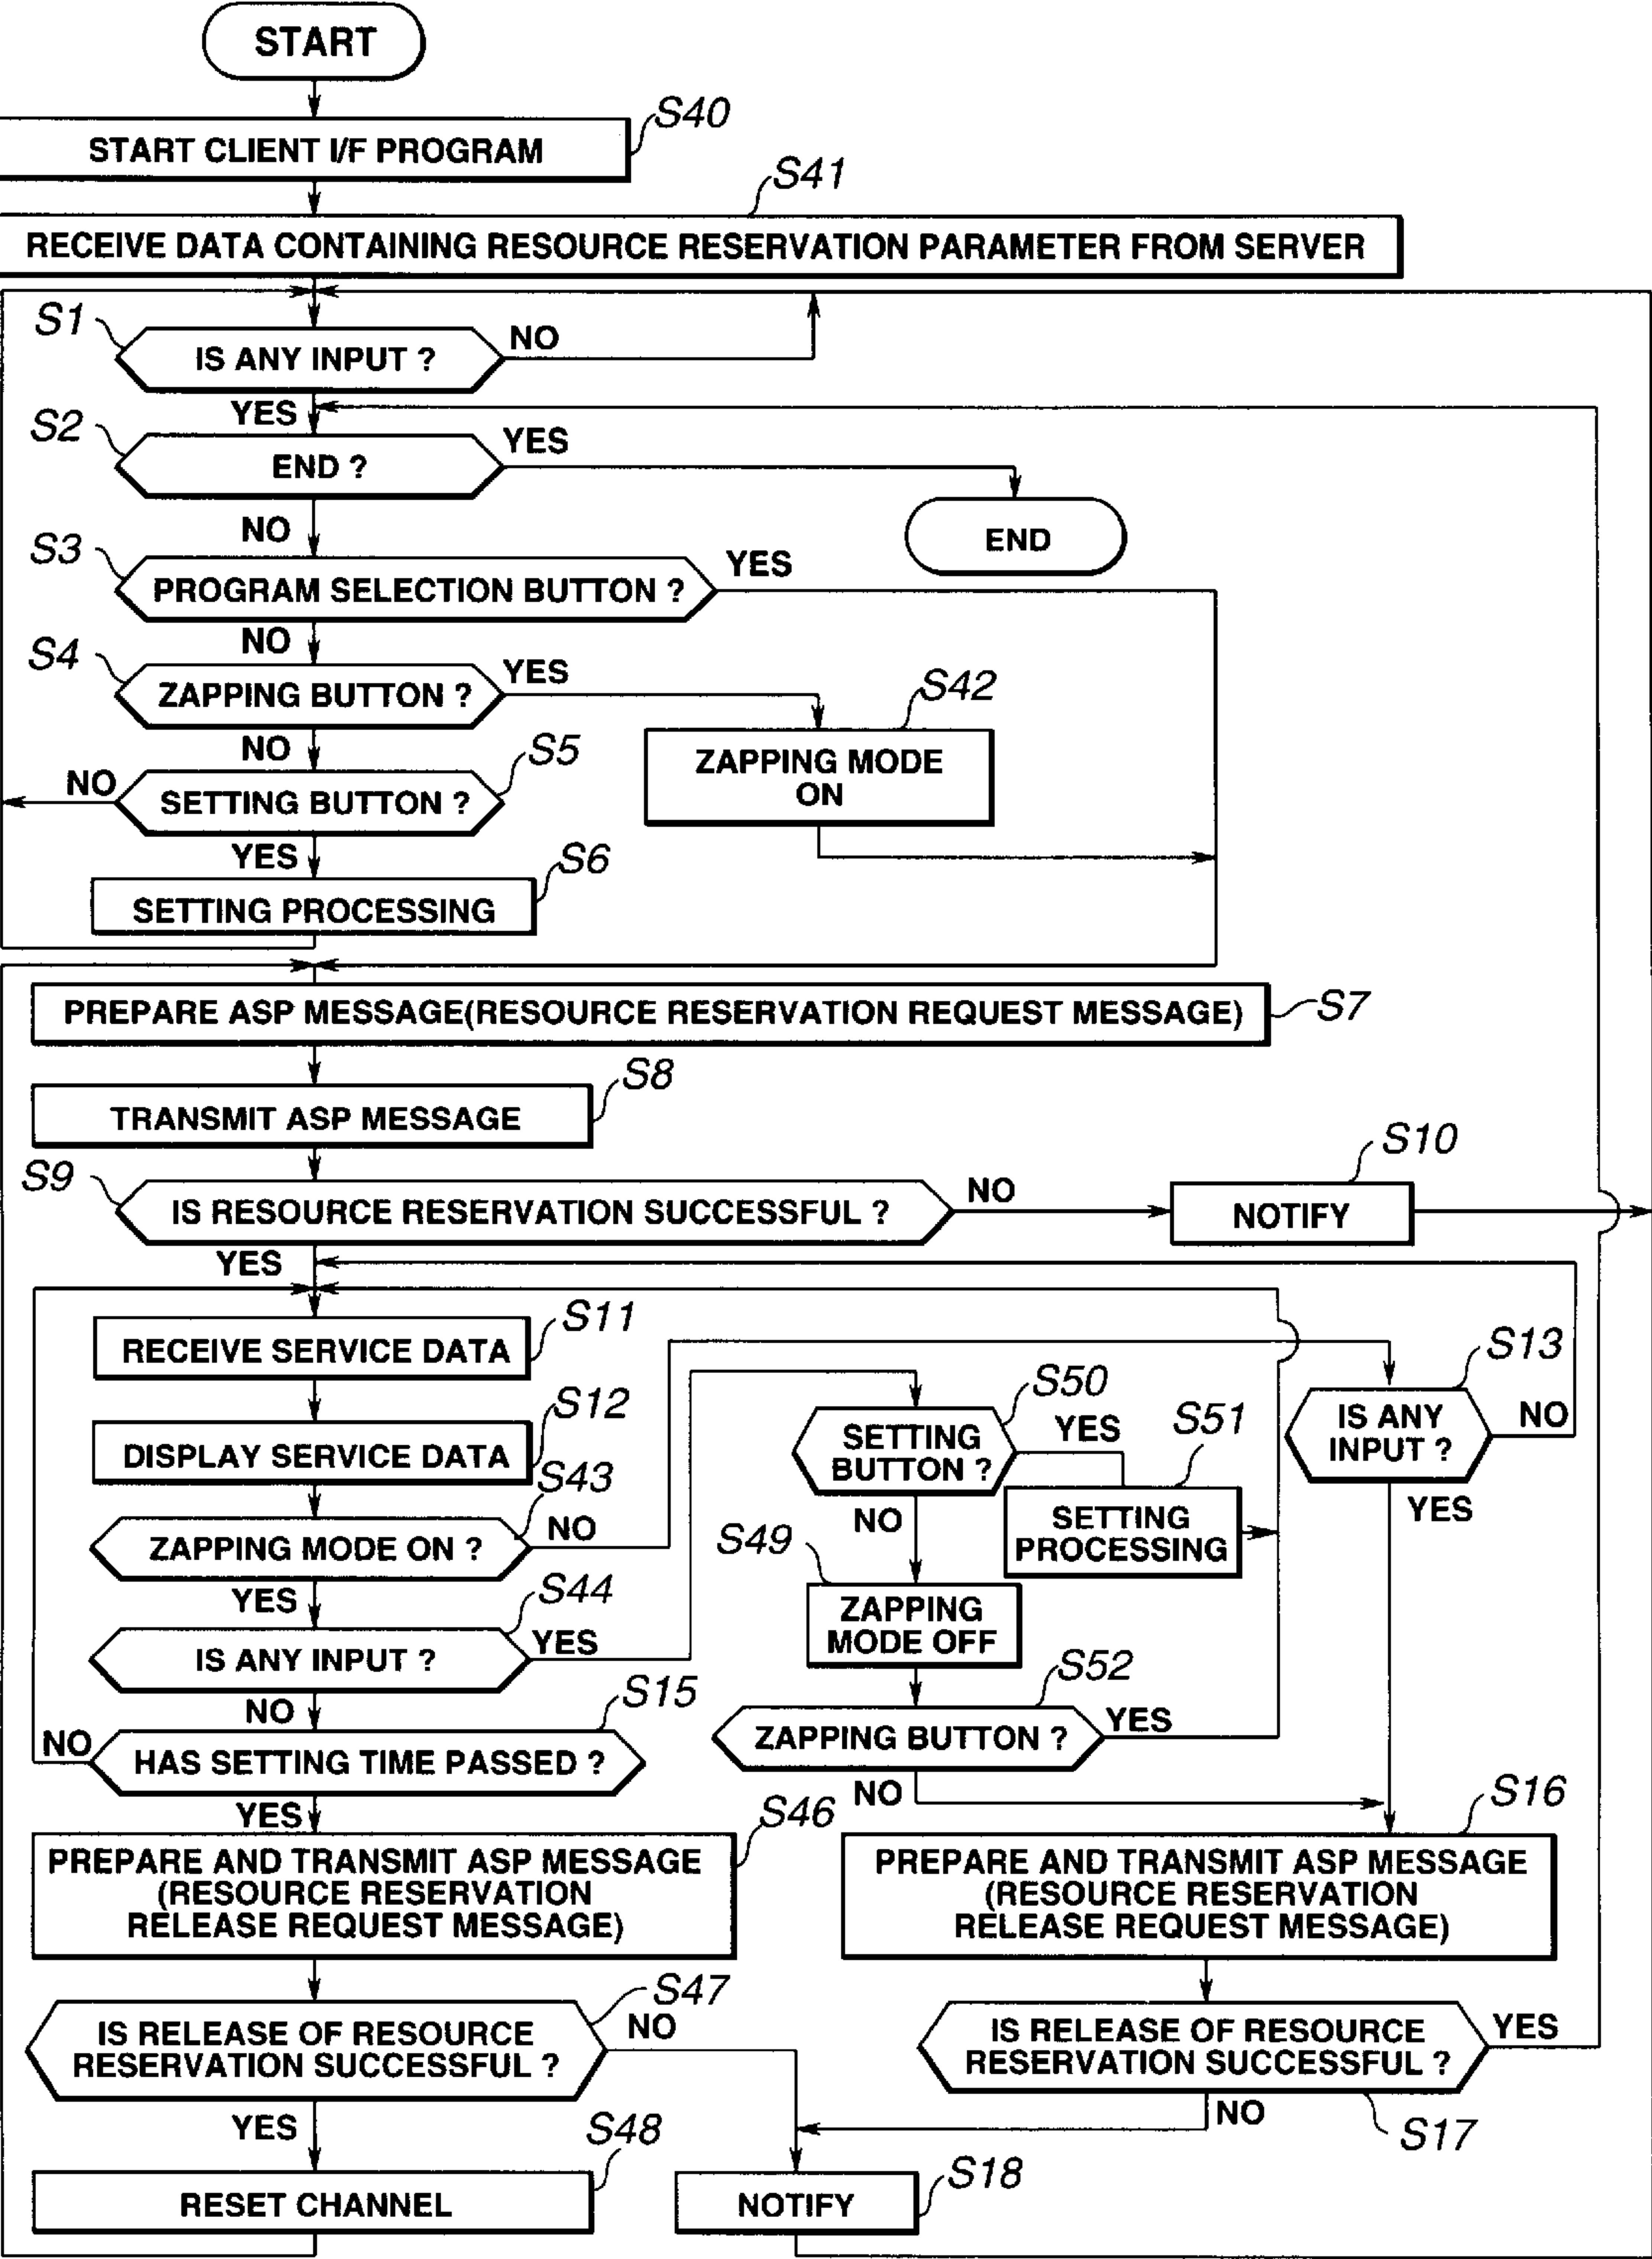 START
S40
START CLIENT I/F PROGRAM
S41
RECEIVE DATA CONTAINING RESOURCE RESERVATION PARAMETER FROM SERVER
S1
IS ANY INPUT ?
NO
YES
S2
END ?
YES
END
NO
S3
PROGRAM SELECTION BUTTON ?
YES
NO
S4
ZAPPING BUTTON ?
YES
S42
ZAPPING MODE
ON
NO
S5
NO
SETTING BUTTON ?
YES
S6
SETTING PROCESSING
PREPARE ASP MESSAGE(RESOURCE RESERVATION REQUEST MESSAGE)
S7
S8
TRANSMIT ASP MESSAGE
S9
IS RESOURCE RESERVATION SUCCESSFUL ?
NO
S10
NOTIFY
YES
S11
RECEIVE SERVICE DATA
S12
DISPLAY SERVICE DATA
S43
ZAPPING MODE ON ?
NO
YES
S44
IS ANY INPUT ?
YES
NO
S15
NO
HAS SETTING TIME PASSED ?
YES
S50
SETTING
BUTTON ?
YES
S51
SETTING
PROCESSING
NO
S49
ZAPPING
MODE OFF
S52
ZAPPING BUTTON ?
YES
NO
S13
IS ANY
INPUT ?
NO
YES
S46
PREPARE AND TRANSMIT ASP MESSAGE
(RESOURCE RESERVATION
RELEASE REQUEST MESSAGE)
S16
PREPARE AND TRANSMIT ASP MESSAGE
(RESOURCE RESERVATION
RELEASE REQUEST MESSAGE)
S47
IS RELEASE OF RESOURCE
RESERVATION SUCCESSFUL ?
NO
YES
IS RELEASE OF RESOURCE
RESERVATION SUCCESSFUL ?
YES
NO
S17
S48
RESET CHANNEL
S18
NOTIFY